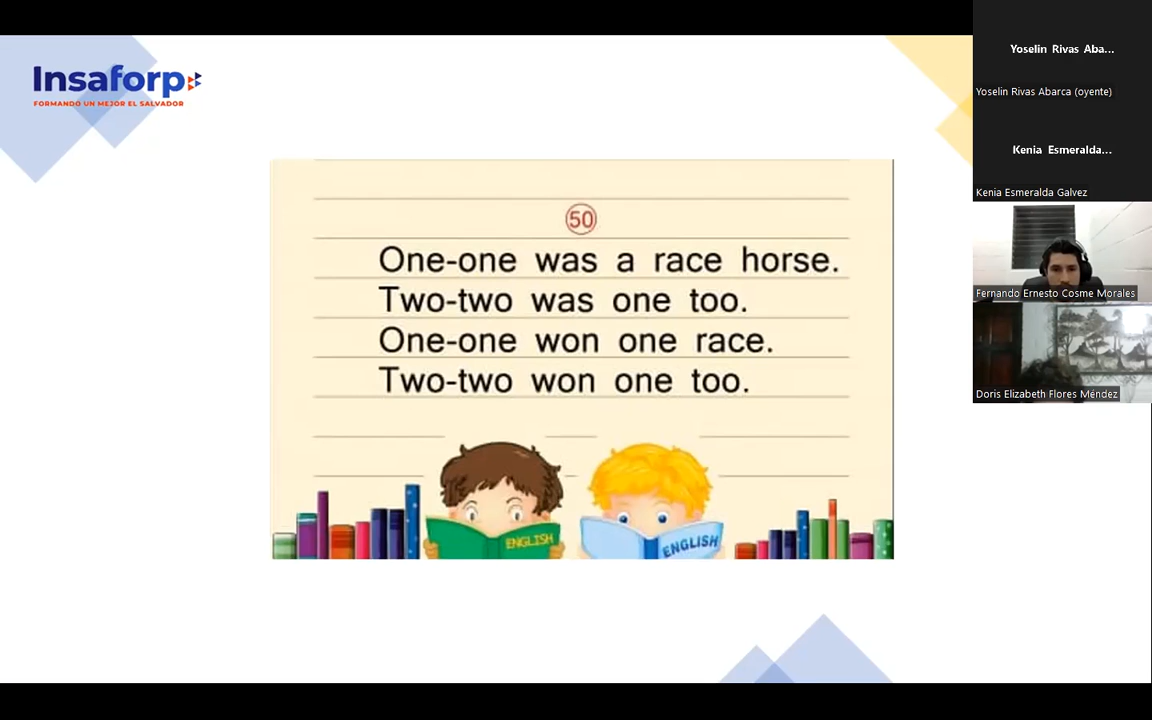 Insaforp
FORMANDO UN MEJOR EL SALVADOR
50
One-one was a race horse.
Two-two was one too.
One-one won one race.
Two-two won one too.
ENGLISH
ENGLISH
Yoselin Rivas Aba...
Yoselin Rivas Abarca (oyente)
Kenia Esmeralda...
Kenia Esmeralda Galvez
Fernando Ernesto Cosme Morales
Doris Elizabeth Flores Méndez